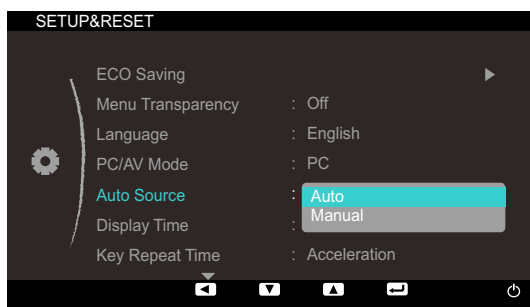 SETUP&RESET
ECO Saving
Menu Transparency : Off
Language : English
PC/AV Mode : PC
Auto Source : Auto
Manual
Display Time :
Key Repeat Time : Acceleration